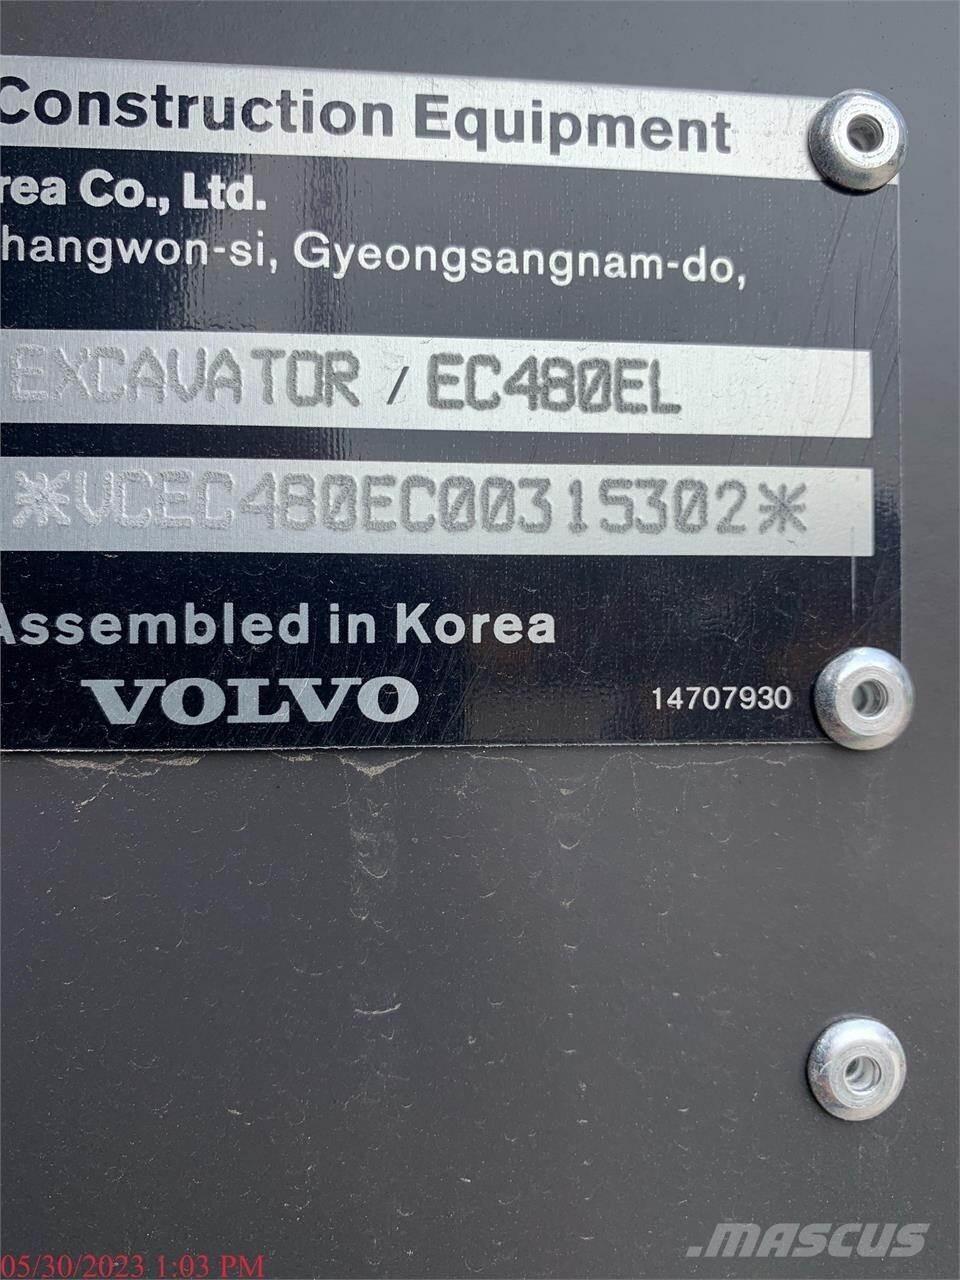 Construction Equipment
rea Co., Ltd.
hangwon-si, Gyeongsangnam-do,
EXCAVATOR / EC480EL
*VCEC480EC00315302*
Assembled in Korea
VOLVO
14707930
.MASCUS
05/30/2023 1:03 PM